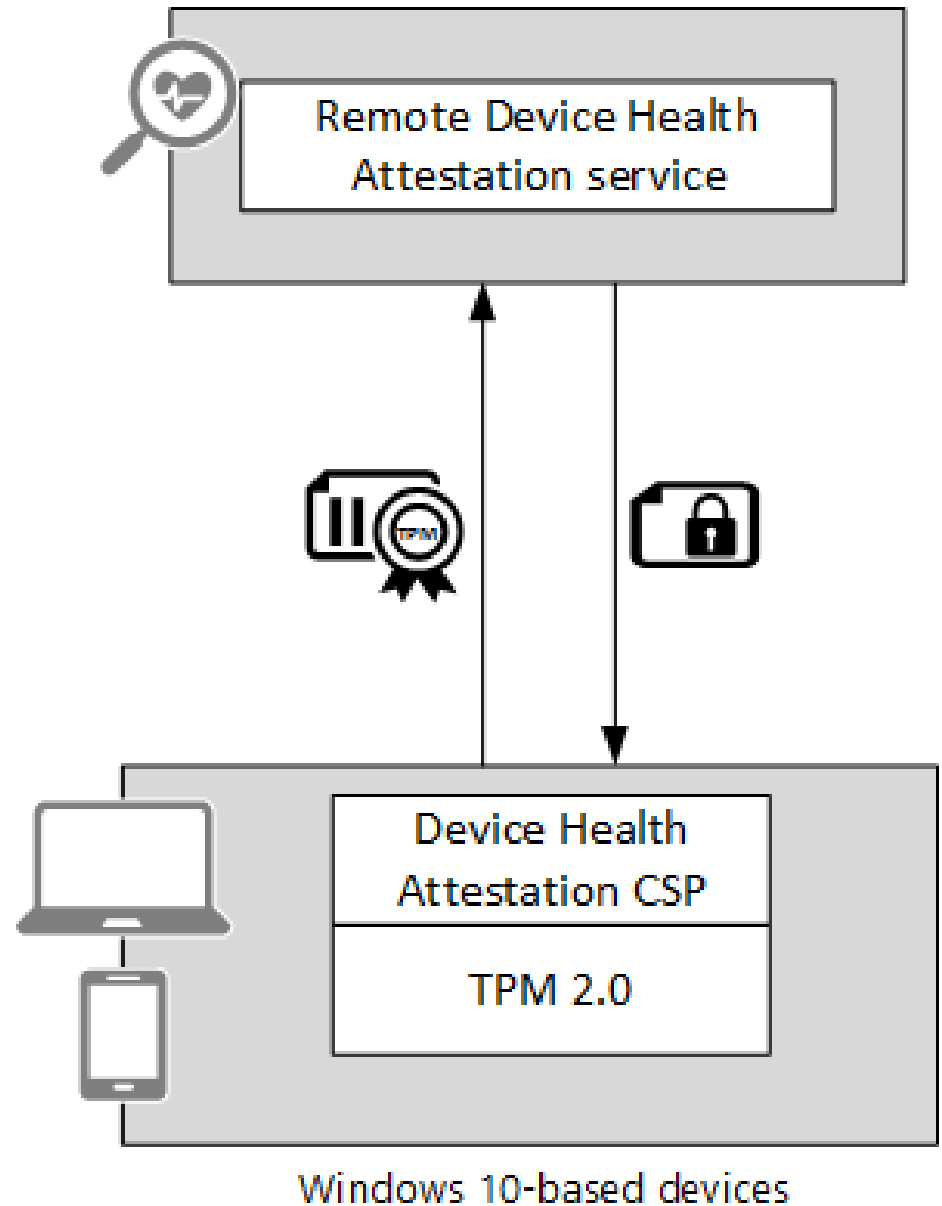 Remote Device Health
Attestation service
TPM
Device Health
Attestation CSP
TPM 2.0
Windows 10-based devices